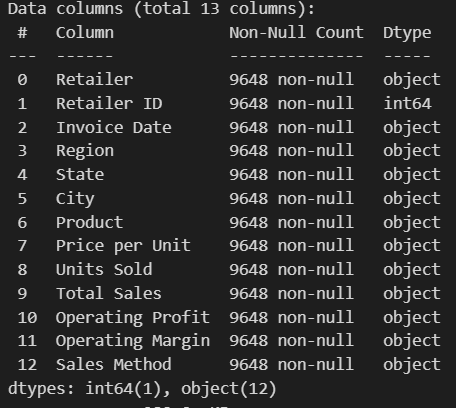 Data columns (total 13 columns):
 #   Column            Non-Null Count  Dtype
---  ------            --------------  -----
 0   Retailer          9648 non-null   object
 1   Retailer ID       9648 non-null   int64
 2   Invoice Date      9648 non-null   object
 3   Region            9648 non-null   object
 4   State             9648 non-null   object
 5   City              9648 non-null   object
 6   Product           9648 non-null   object
 7   Price per Unit    9648 non-null   object
 8   Units Sold        9648 non-null   object
 9   Total Sales       9648 non-null   object
 10  Operating Profit  9648 non-null   object
 11  Operating Margin  9648 non-null   object
 12  Sales Method      9648 non-null   object
dtypes: int64(1), object(12)